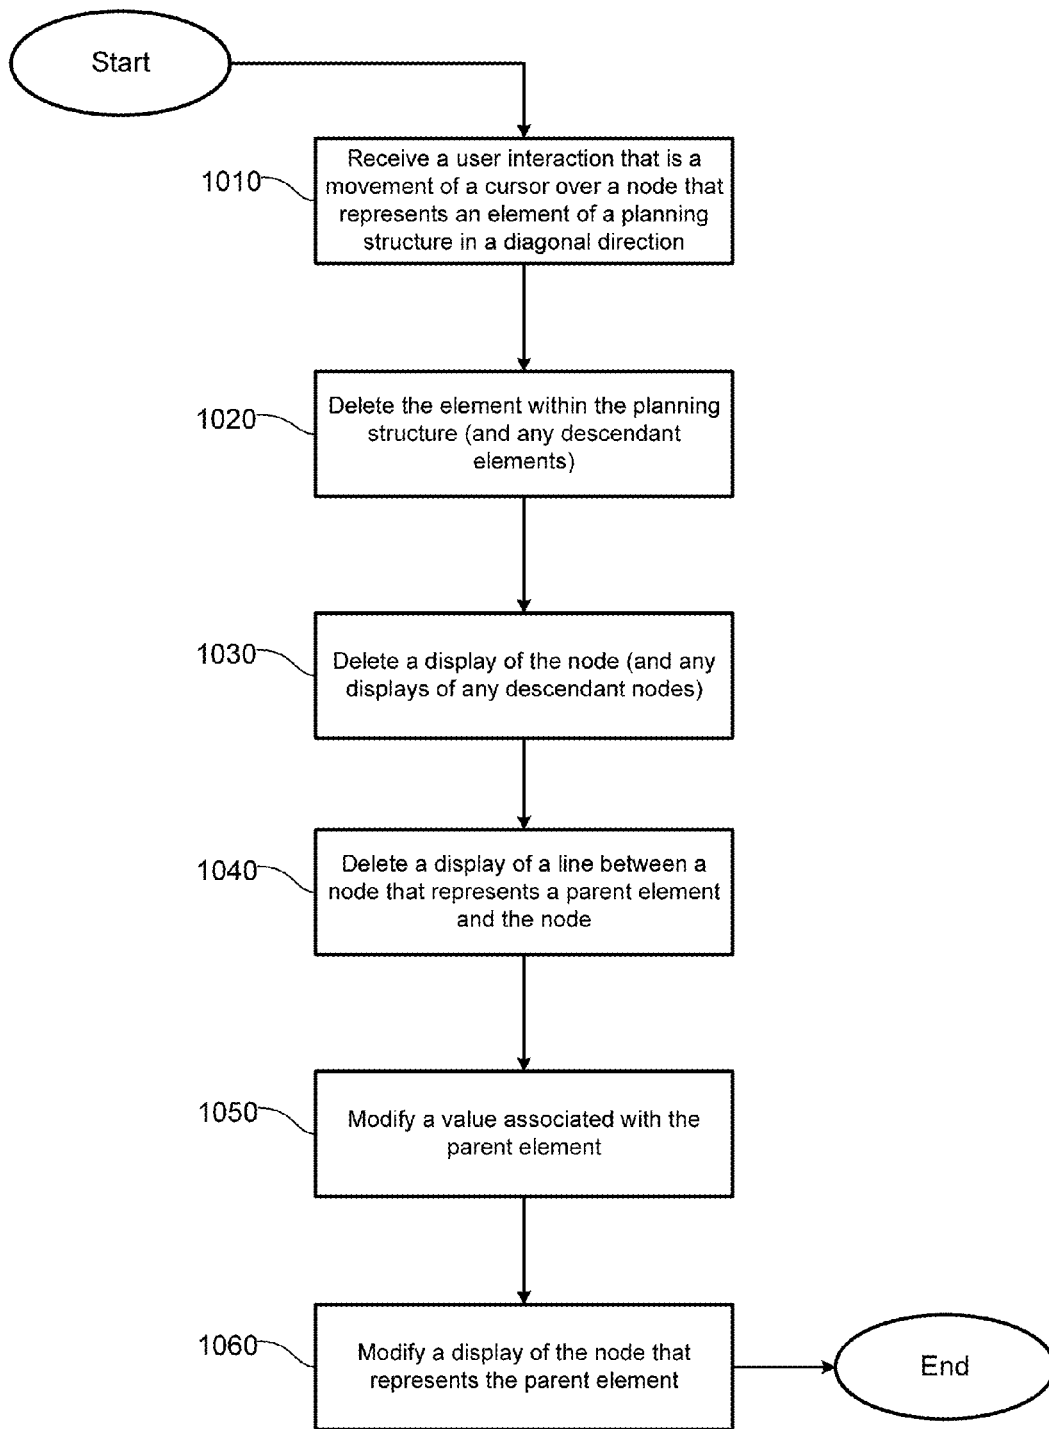 Start
1010
Receive a user interaction that is a
movement of a cursor over a node that
represents an element of a planning
structure in a diagonal direction
1020
Delete the element within the planning
structure (and any descendant
elements)
1030
Delete a display of the node (and any
displays of any descendant nodes)
1040
Delete a display of a line between a
node that represents a parent element
and the node
1050
Modify a value associated with the
parent element
1060
Modify a display of the node that
represents the parent element
End